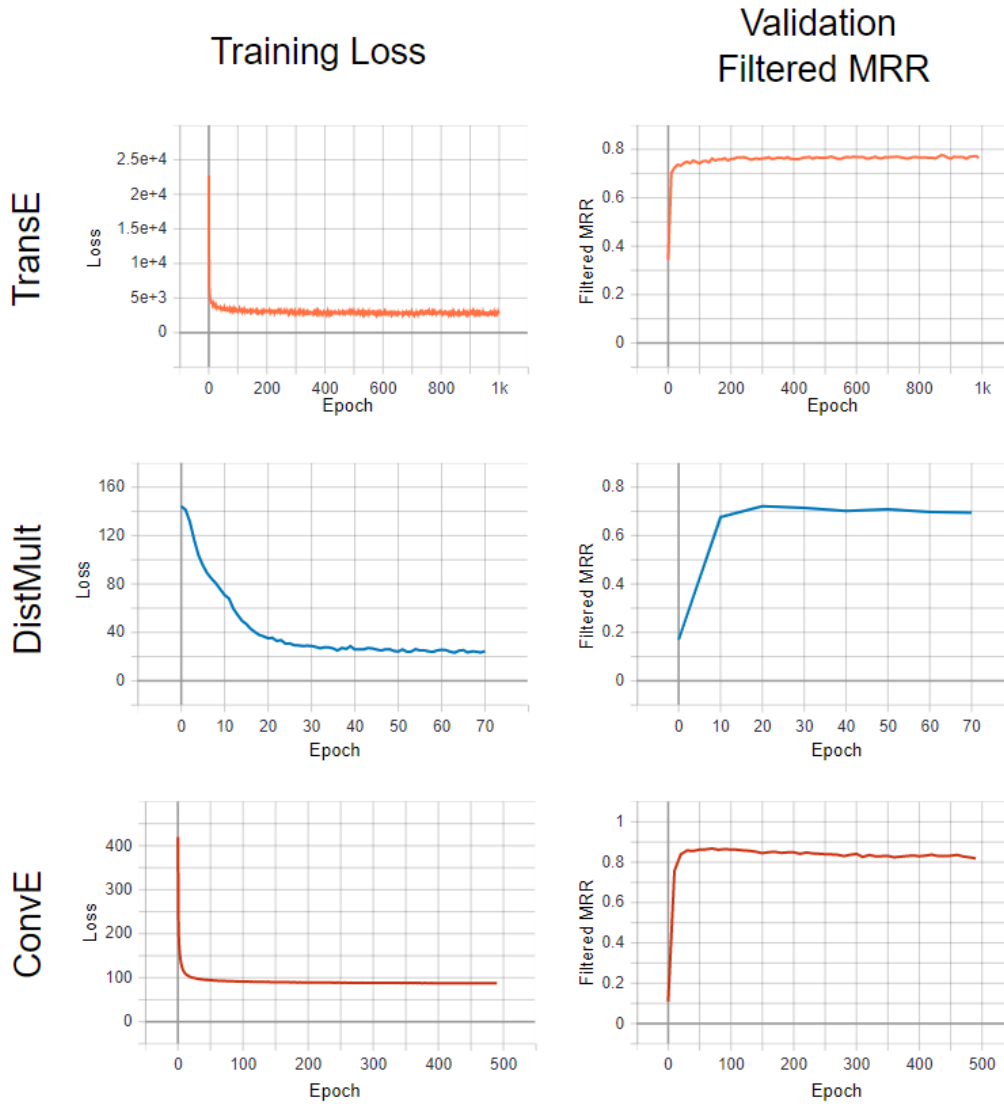 Training Loss
Validation
Filtered MRR
TransE
2.5e+4
2e+4
1e+4
1e+4
5e+3
0
Loss
0 200 400 600 800 1k
Epoch
0.8
0.6
0.4
0.2
0
Filtered MRR
0 200 400 600 800 1k
Epoch
DistMult
160
120
80
40
0
Loss
0 10 20 30 40 50 60 70
Epoch
0.8
0.6
0.4
0.2
0
Filtered MRR
0 10 20 30 40 50 60 70
Epoch
ConvE
400
300
200
100
0
Loss
0 100 200 300 400 500
Epoch
1
0.8
0.6
0.4
0.2
0
Filtered MRR
0 100 200 300 400 500
Epoch